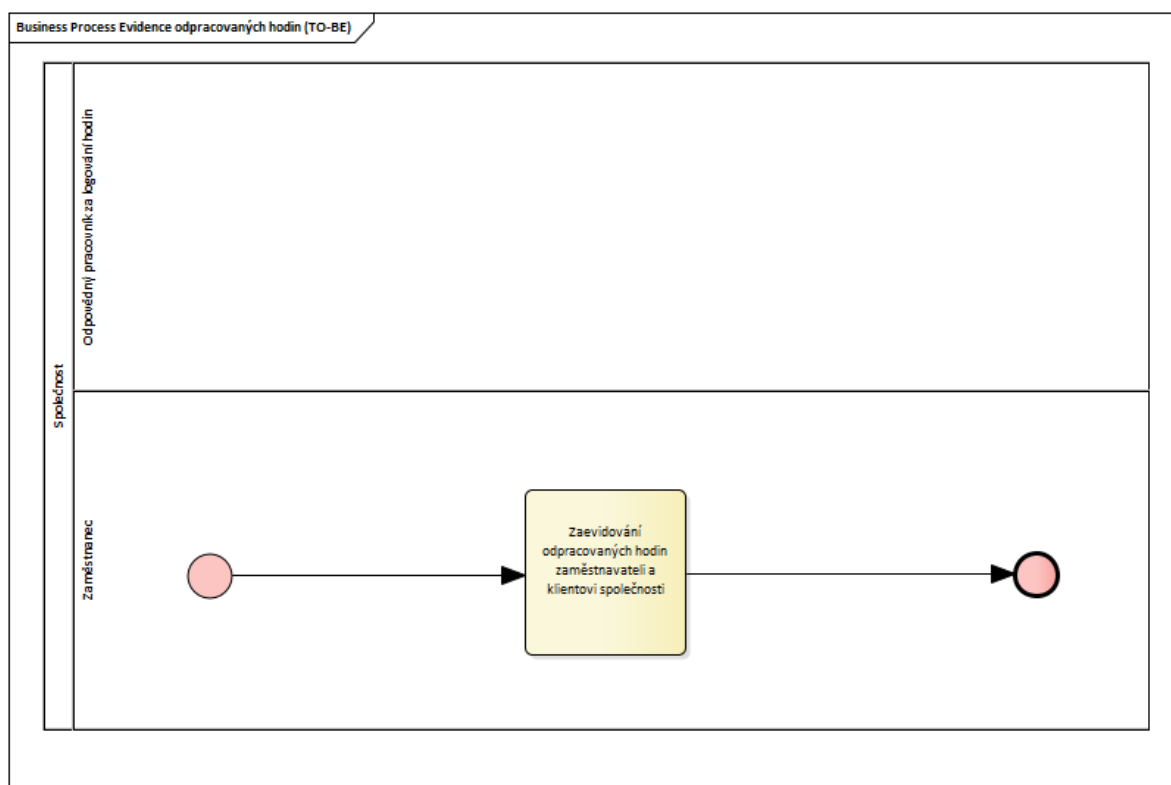 Business Process Evidence odpracovaných hodin (TO-BE)
Společnost
Odpovědný pracovník za logování hodin
Zaměstnanec
Zaevidování
odpracovaných hodin
zaměstnavateli a
klientovi společnosti